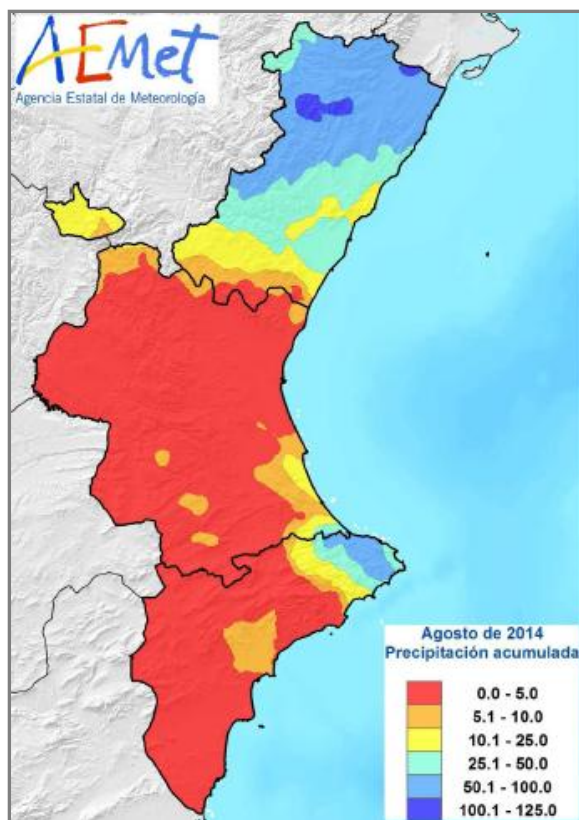 AEMet
Agencia Estatal de Meteorología
Agosto de 2014
Precipitación acumulada
0.0 - 5.0
5.1 - 10.0
10.1 - 25.0
25.1 - 50.0
50.1 - 100.0
100.1 - 125.0